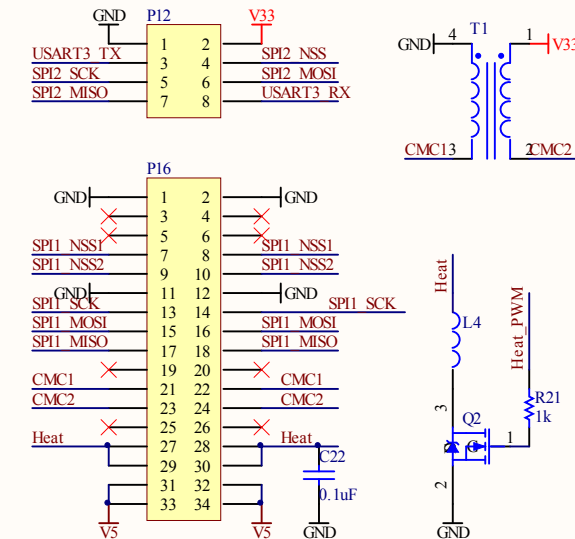 P12
GND V33
1 2
USART3_TX 3 4 SPI2_NSS
SPI2_SCK 5 6 SPI2_MOSI
SPI2_MISO 7 8 USART3_RX
T1
GND 4 1 V33
CMC1 3 2 CMC2
P16
GND 1 2 GND
3 4
5 6
SPI1_NSS1 7 8 SPI1_NSS1
SPI1_NSS2 9 10 SPI1_NSS2
GND 11 12 GND
SPI1_SCK 13 14 SPI1_SCK
SPI1_MOSI 15 16 SPI1_MOSI
SPI1_MISO 17 18 SPI1_MISO
19 20
CMC1 21 22 CMC1
CMC2 23 24 CMC2
25 26
Heat 27 28 Heat
29 30
31 32
33 34
V5 V5
C22
0.1uF
GND
Heat
L4
Heat_PWM
R21
1k
3
Q2
1
2
GND